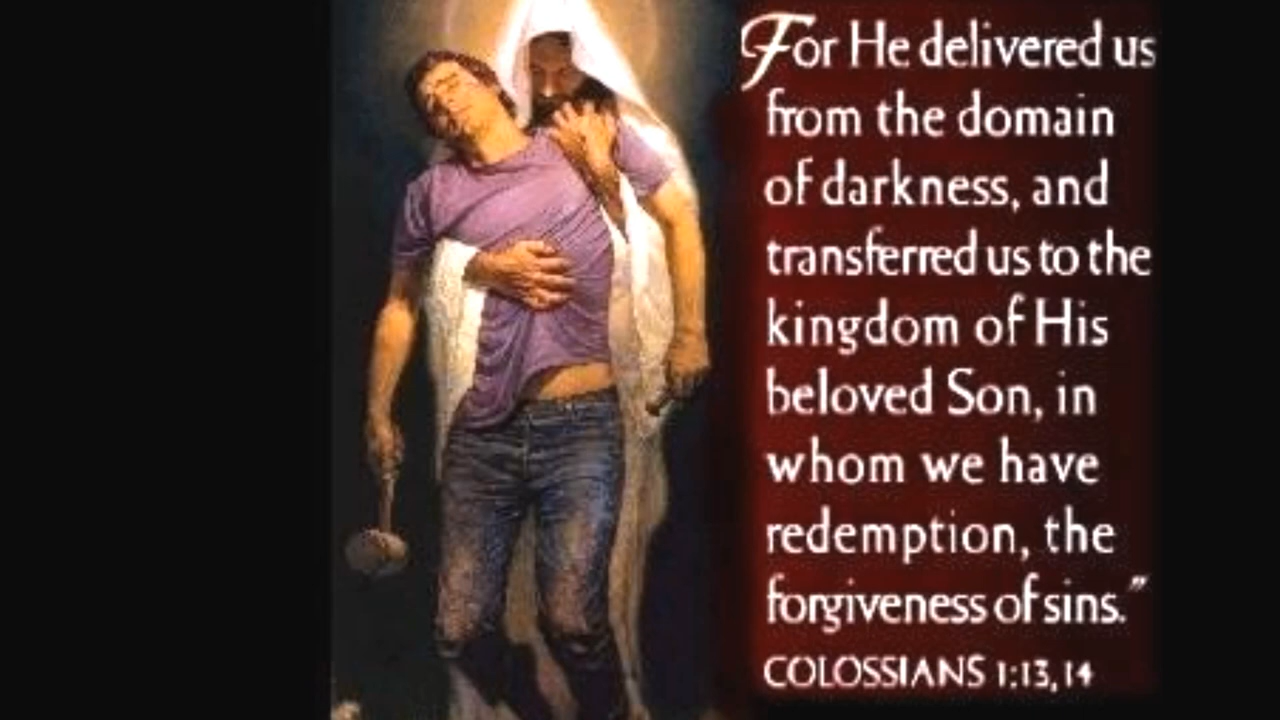 For He delivered us
from the domain
of darkness, and
transferred us to the
kingdom of His
beloved Son, in
whom we have
redemption, the
forgiveness of sins.”
COLOSSIANS 1:13,14